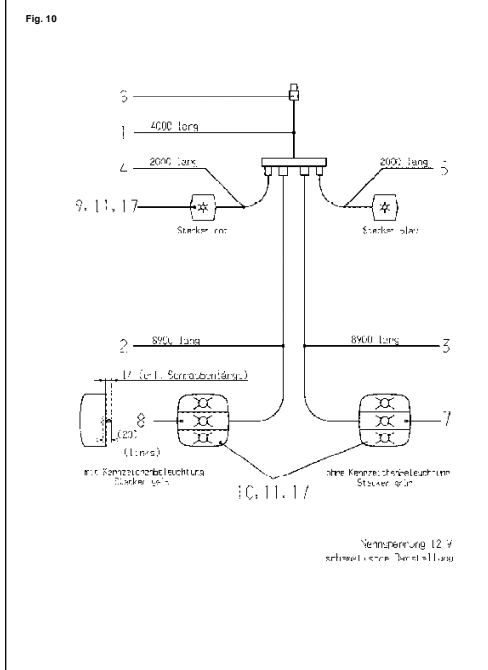 Fig. 10
6
1 4000 lang
4 2000 lang
2000 lang 5
9, 11, 17
Stecker rot
Stecker blau
2 8900 lang
8900 lang 3
17 (erf. Schraubenlänge)
8
7
(20)
(links)
mit Kennzeichenbeleuchtung
Stecker grün
ohne Kennzeichenbeleuchtung
Stecker grün
10, 11, 17
Nennspannung 12 V
schematische Darstellung